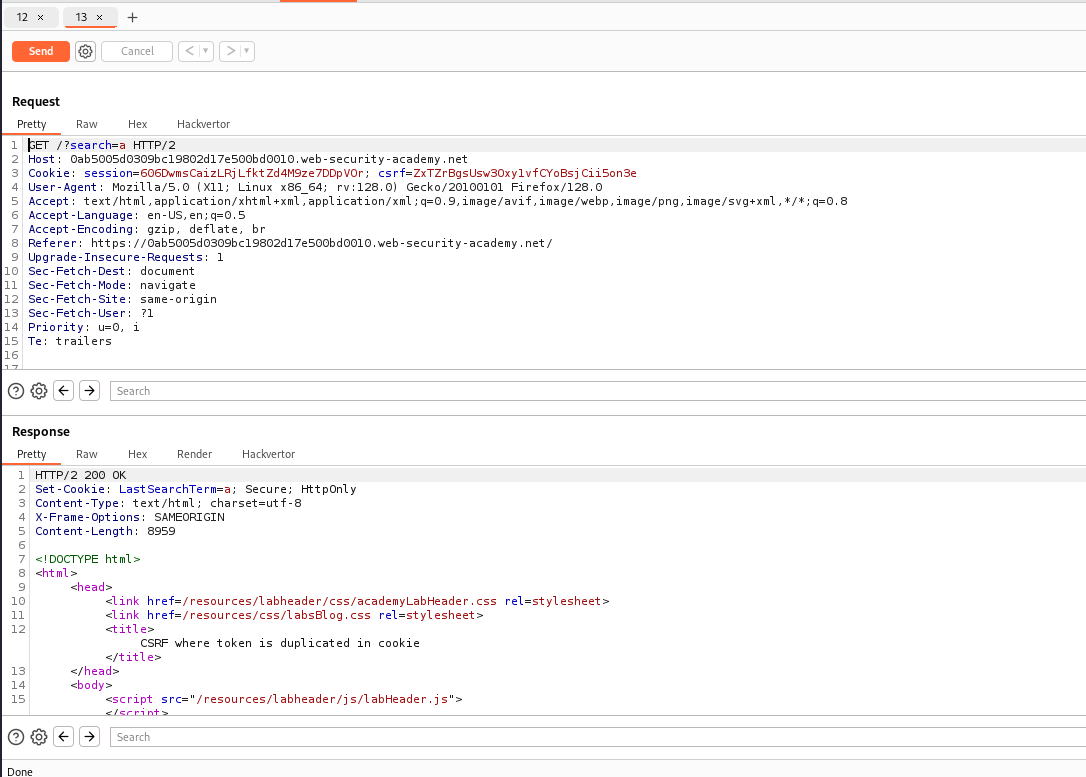 12 × 13 × +
Send Cancel < ▾ > ▾
Request
Pretty Raw Hex Hackvertor
1 GET /?search=a HTTP/2
2 Host: 0ab5005d0309bc19802d17e500bd0010.web-security-academy.net
3 Cookie: session=606DwmsCaizLRjLfktZd4M9ze7DDpVOr; csrf=ZxTZrBgsUsw3Oxy1vfCYoBsjCii5on3e
4 User-Agent: Mozilla/5.0 (X11; Linux x86_64; rv:128.0) Gecko/20100101 Firefox/128.0
5 Accept: text/html,application/xhtml+xml,application/xml;q=0.9,image/avif,image/webp,image/png,image/svg+xml,*/*;q=0.8
6 Accept-Language: en-US,en;q=0.5
7 Accept-Encoding: gzip, deflate, br
8 Referer: https://0ab5005d0309bc19802d17e500bd0010.web-security-academy.net/
9 Upgrade-Insecure-Requests: 1
10 Sec-Fetch-Dest: document
11 Sec-Fetch-Mode: navigate
12 Sec-Fetch-Site: same-origin
13 Sec-Fetch-User: ?1
14 Priority: u=0, i
15 Te: trailers
16
17
? Search
Response
Pretty Raw Hex Render Hackvertor
1 HTTP/2 200 OK
2 Set-Cookie: LastSearchTerm=a; Secure; HttpOnly
3 Content-Type: text/html; charset=utf-8
4 X-Frame-Options: SAMEORIGIN
5 Content-Length: 8959
6
7 <!DOCTYPE html>
8 <html>
9 <head>
10 <link href=/resources/labheader/css/academyLabHeader.css rel=stylesheet>
11 <link href=/resources/css/labsBlog.css rel=stylesheet>
12 <title>
CSRF where token is duplicated in cookie
</title>
13 </head>
14 <body>
15 <script src="/resources/labheader/js/labHeader.js">
</script>
? Search
Done